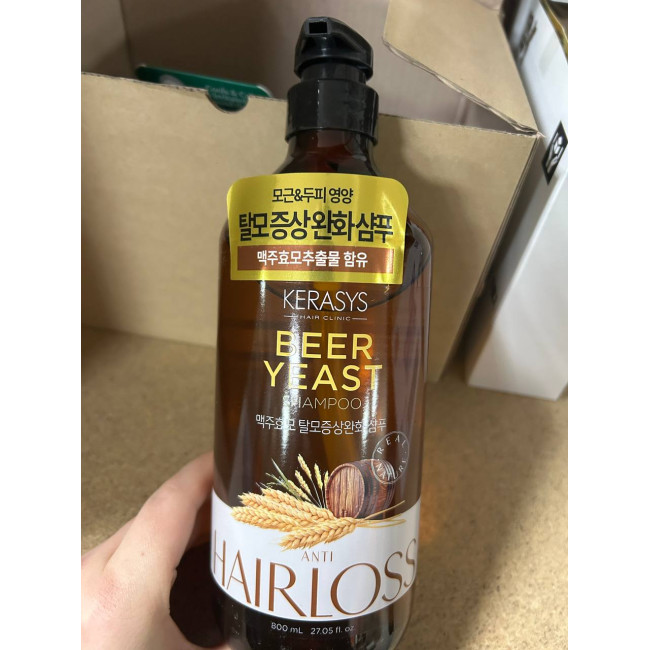 모근&두피 영양
탈모증상완화샴푸
맥주효모추출물 함유
KERASYS
HAIR CLINIC
BEER
YEAST
SHAMPOO
맥주효모 탈모증상완화 샴푸
REAL
ANTI
HAIRLOSS
800 mL 27.05 fl. oz